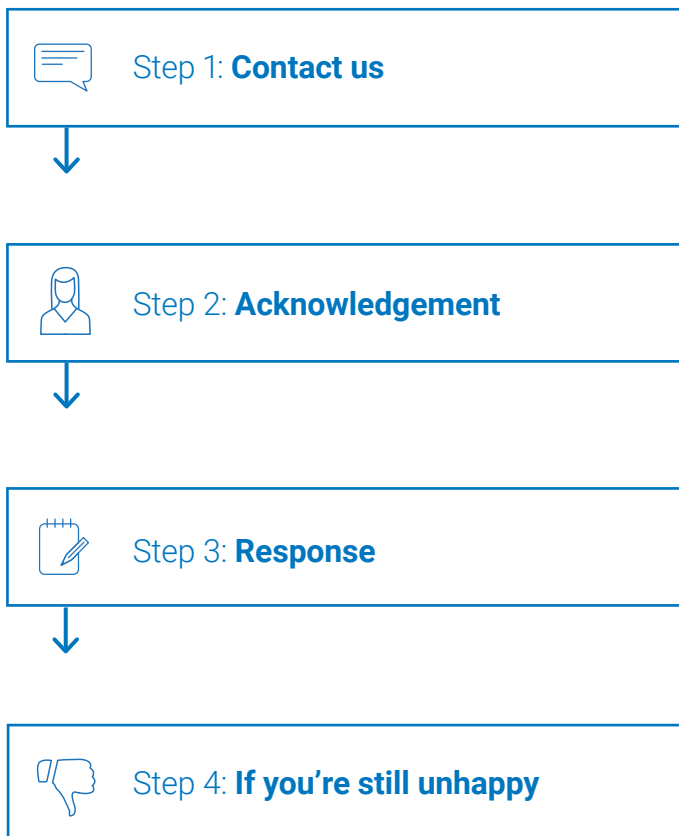 Step 1: Contact us
Step 2: Acknowledgement
Step 3: Response
Step 4: If you’re still unhappy